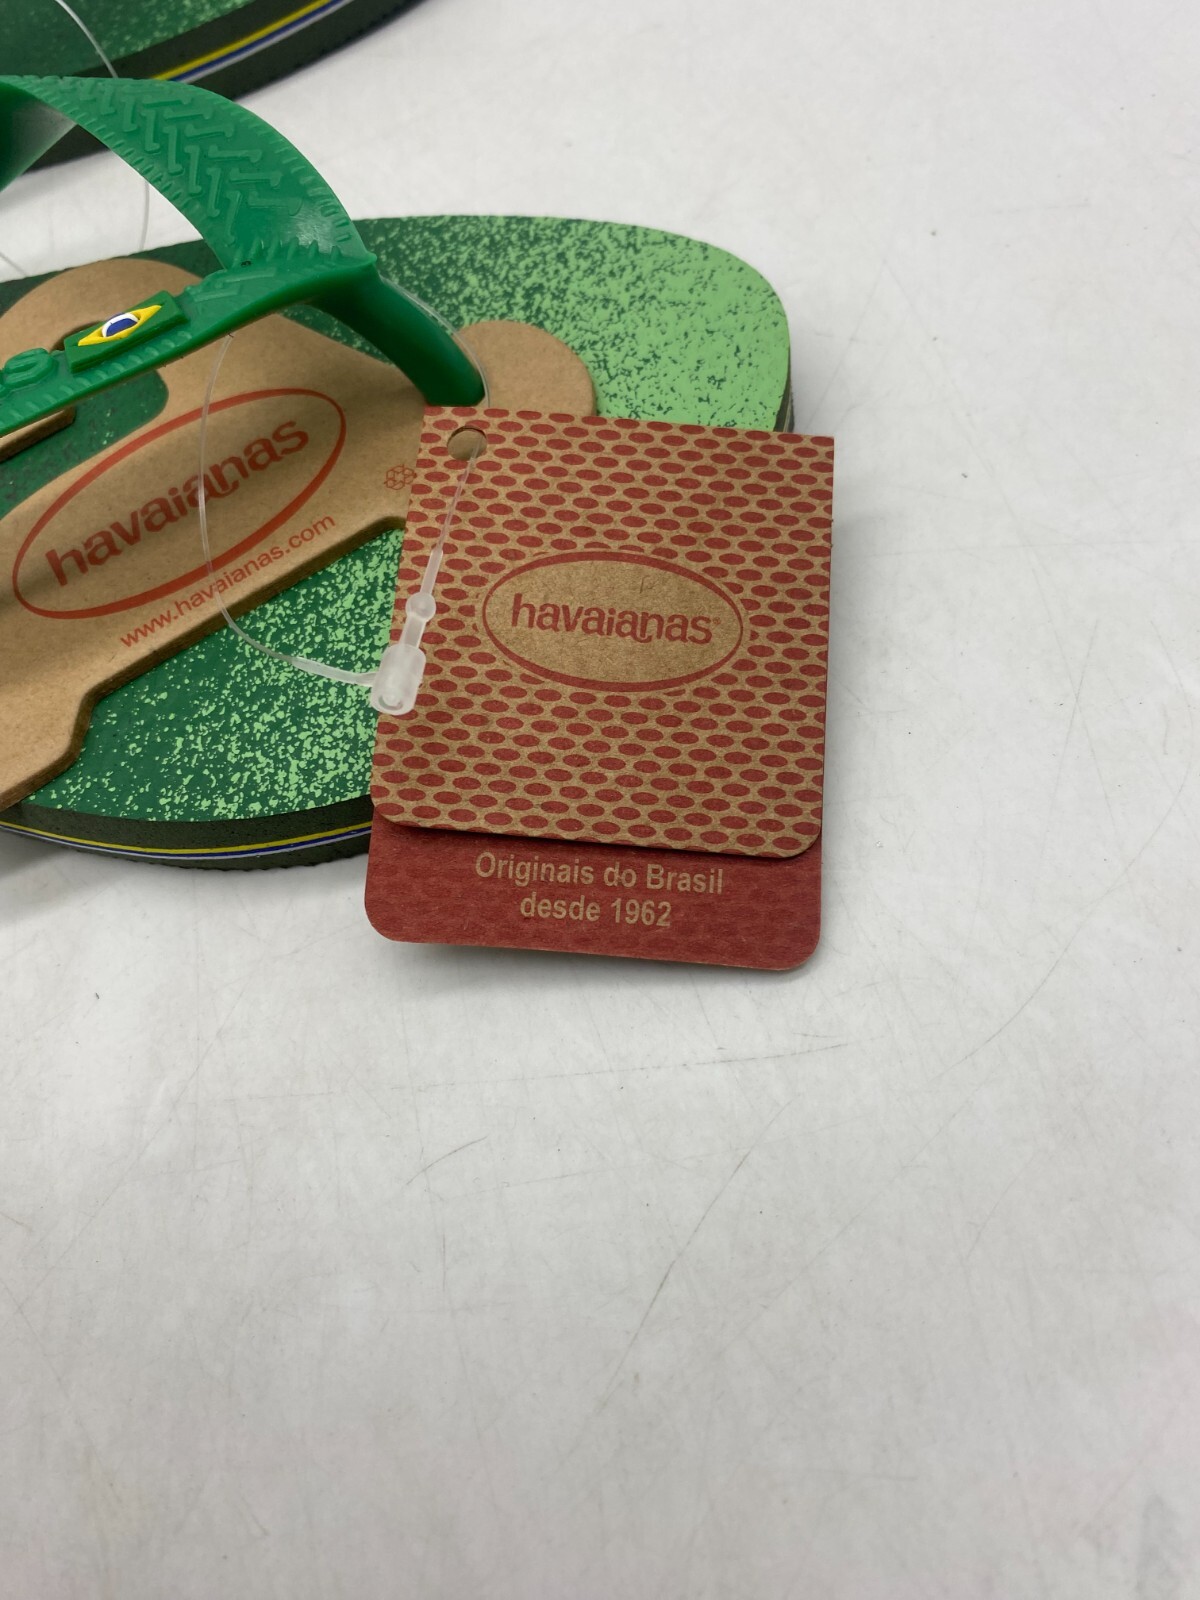 havaianas
www.havaianas.com
havaianas®
Originais do Brasil
desde 1962